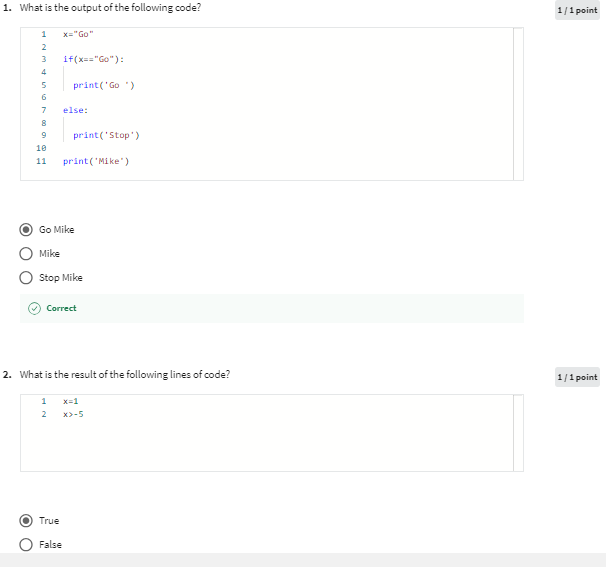 1. What is the output of the following code?
1 / 1 point
1 x="Go"
2
3 if(x=="Go"):
4
5 print('Go ')
6
7 else:
8
9 print('Stop')
10
11 print('Mike')
Go Mike
Mike
Stop Mike
Correct
2. What is the result of the following lines of code?
1 / 1 point
1 x=1
2 x>-5
True
False